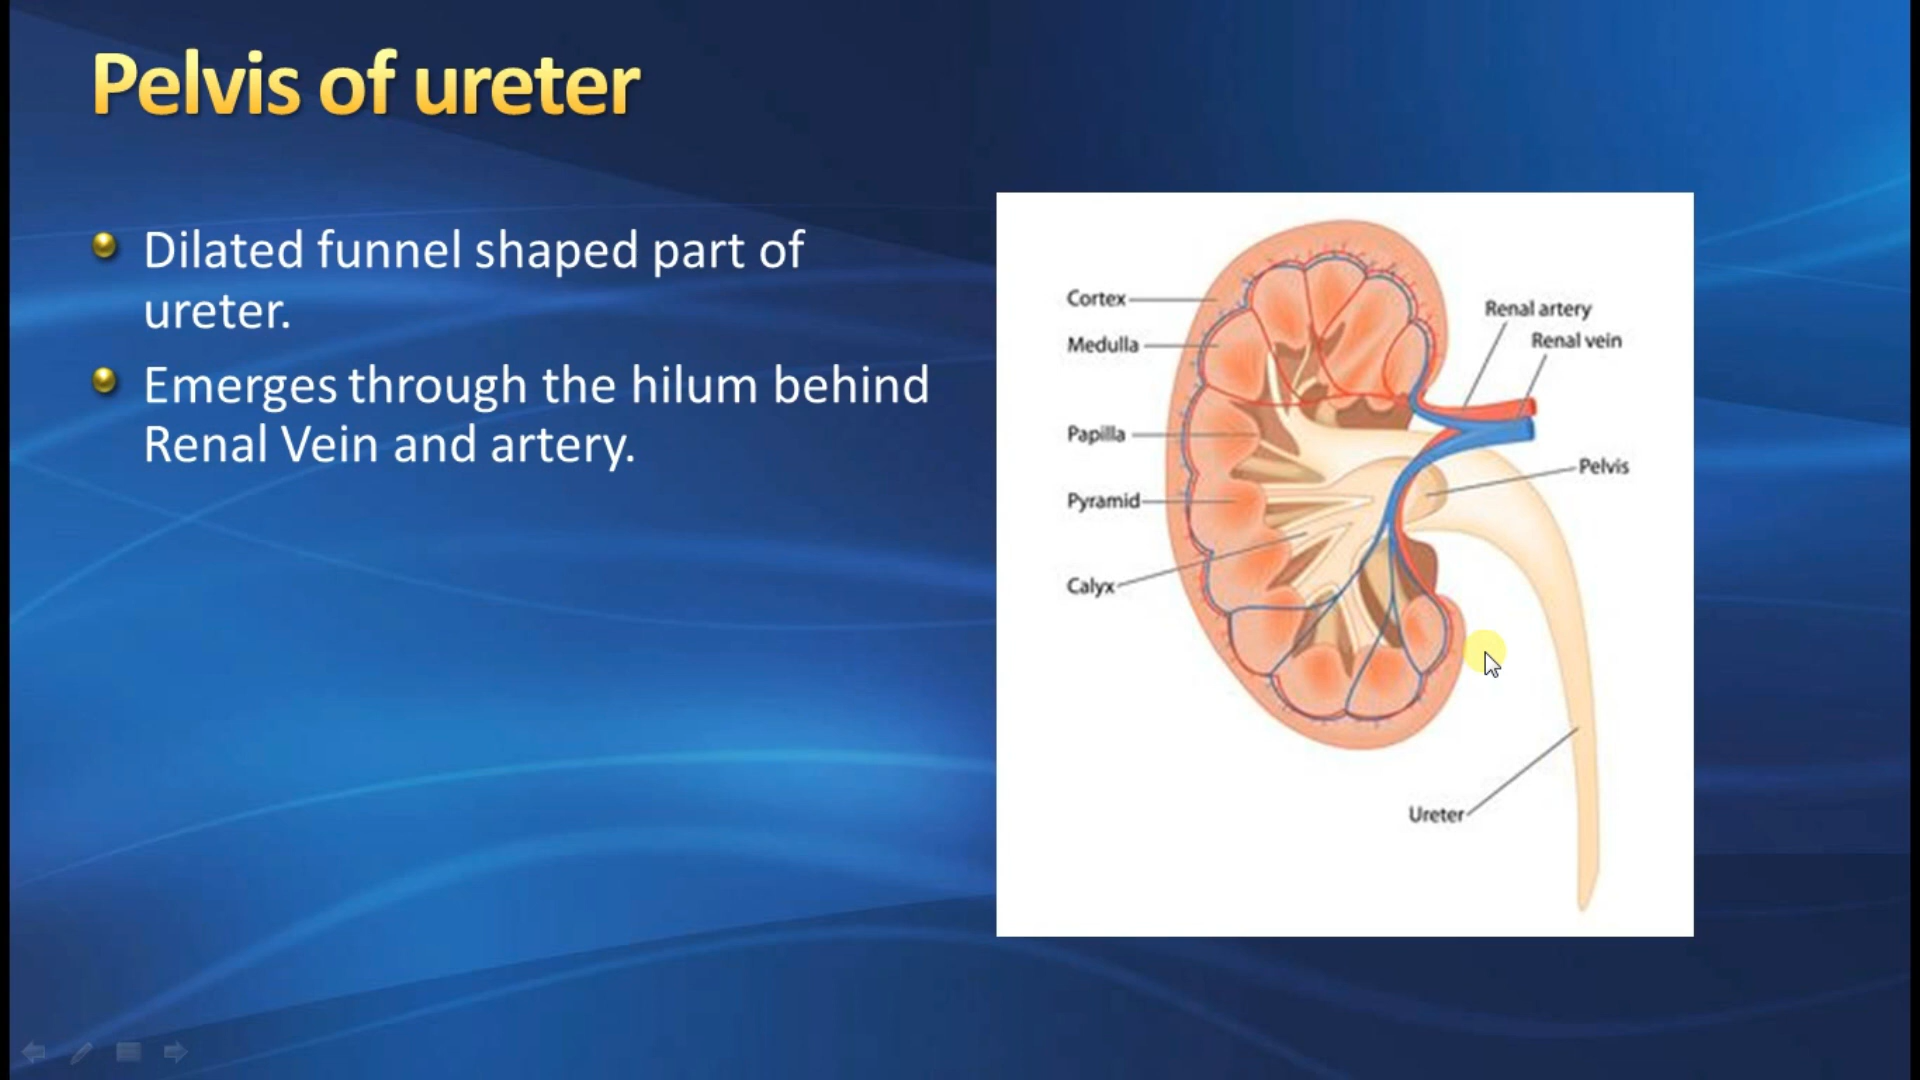 Pelvis of ureter
Dilated funnel shaped part of
ureter.
Emerges through the hilum behind
Renal Vein and artery.
Cortex
Medulla
Papilla
Pyramid
Calyx
Renal artery
Renal vein
Pelvis
Ureter